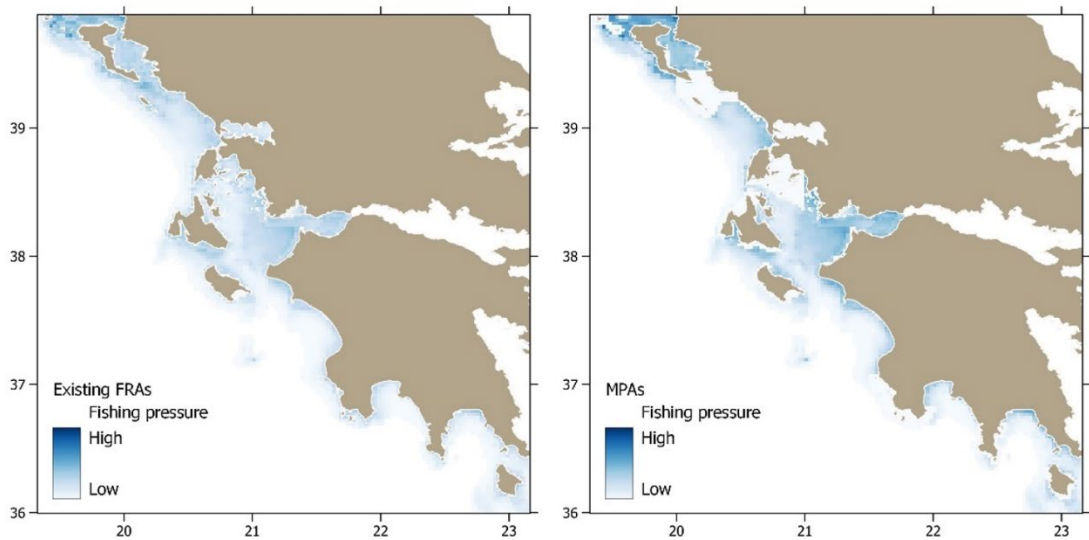 39
38
37
36
Existing FRAs
Fishing pressure
High
Low
20
21
22
23
39
38
37
36
MPAs
Fishing pressure
High
Low
20
21
22
23